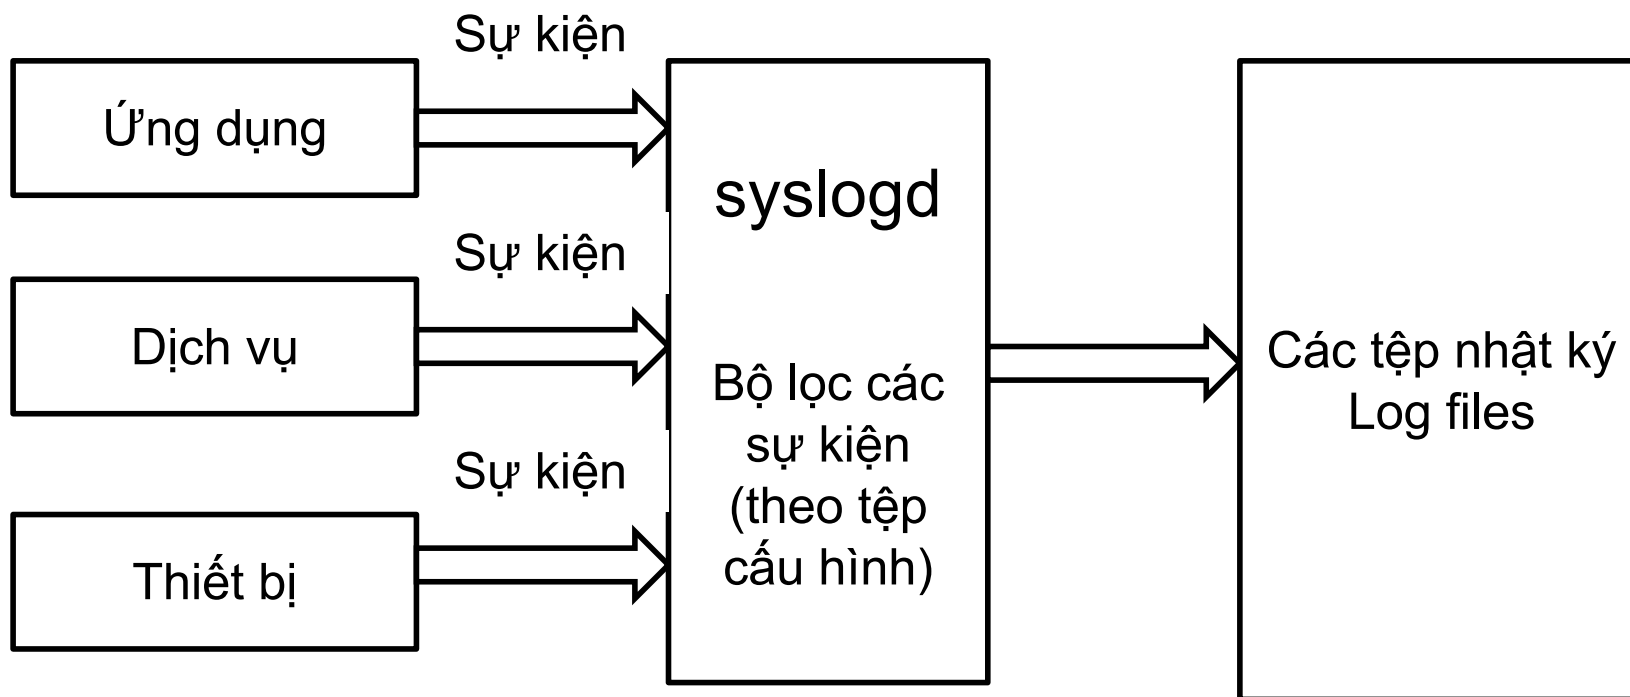 Sự kiện
Ứng dụng
Sự kiện
Dịch vụ
Sự kiện
Thiết bị
syslogd
Bộ lọc các
sự kiện
(theo tệp
cấu hình)
Các tệp nhật ký
Log files